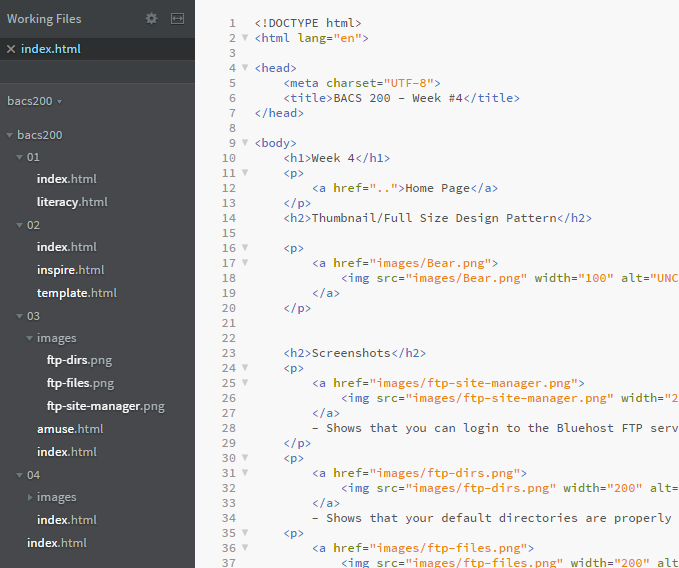 Working Files
index.html
bacs200
bacs200
01
index.html
literacy.html
02
index.html
inspire.html
template.html
03
images
ftp-dirs.png
ftp-files.png
ftp-site-manager.png
amuse.html
index.html
04
images
index.html
index.html
1 <!DOCTYPE html>
2 <html lang="en">
3
4 <head>
5 <meta charset="UTF-8">
6 <title>BACS 200 - Week #4</title>
7 </head>
8
9 <body>
10 <h1>Week 4</h1>
11 <p>
12 <a href="..">Home Page</a>
13 </p>
14 <h2>Thumbnail/Full Size Design Pattern</h2>
15
16 <p>
17 <a href="images/Bear.png">
18 <img src="images/Bear.png" width="100" alt="UNC
19 </a>
20 </p>
21
22
23 <h2>Screenshots</h2>
24 <p>
25 <a href="images/ftp-site-manager.png">
26 <img src="images/ftp-site-manager.png" width="2
27 </a>
28 - Shows that you can login to the Bluehost FTP serv
29 </p>
30 <p>
31 <a href="images/ftp-dirs.png">
32 <img src="images/ftp-dirs.png" width="200" alt=
33 </a>
34 - Shows that your default directories are properly
35 <p>
36 <a href="images/ftp-files.png">
37 <img src="images/ftp-files.png" width="200" alt